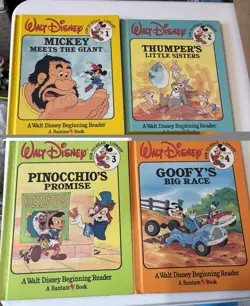 WALT DISNEY
1
MICKEY
MEETS THE GIANT
A Walt Disney Beginning Reader
A Bantam Book
WALT DISNEY
THUMPER'S
LITTLE SISTERS
A Walt Disney Beginning Reader
WALT DISNEY
3
PINOCCHIO'S
PROMISE
A Walt Disney Beginning Reader
A Bantam Book
WALT DISNEY
4
GOOFY'S
BIG RACE
A Walt Disney Beginning Reader
A Bantam Book